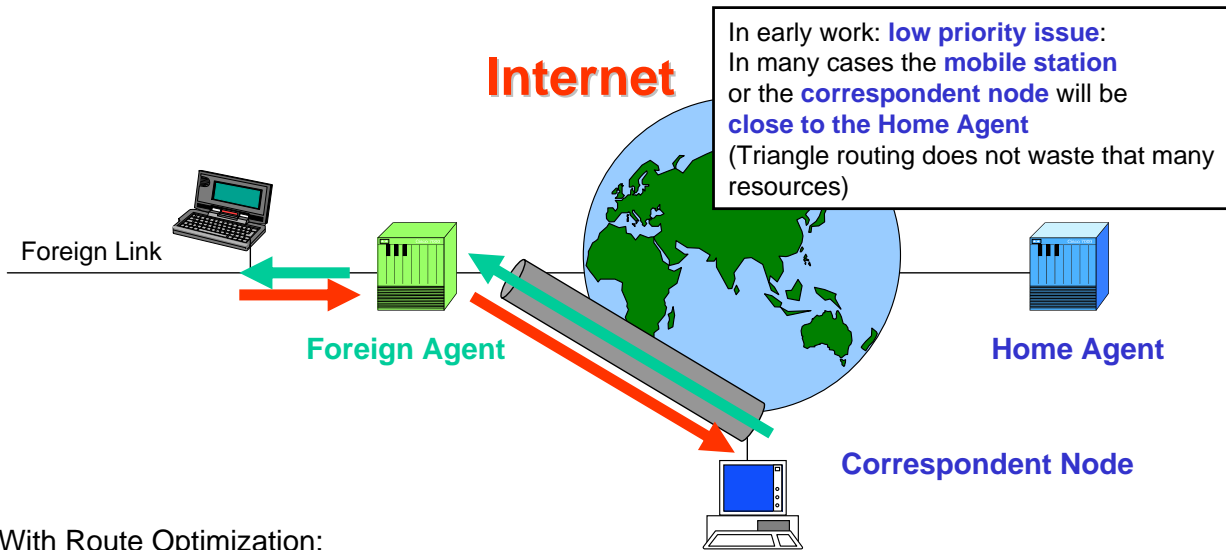 In early work: low priority issue:
In many cases the mobile station
or the correspondent node will be
close to the Home Agent
(Triangle routing does not waste that many
resources)
Internet
Foreign Link
Foreign Agent
Home Agent
Correspondent Node
With Route Optimization: